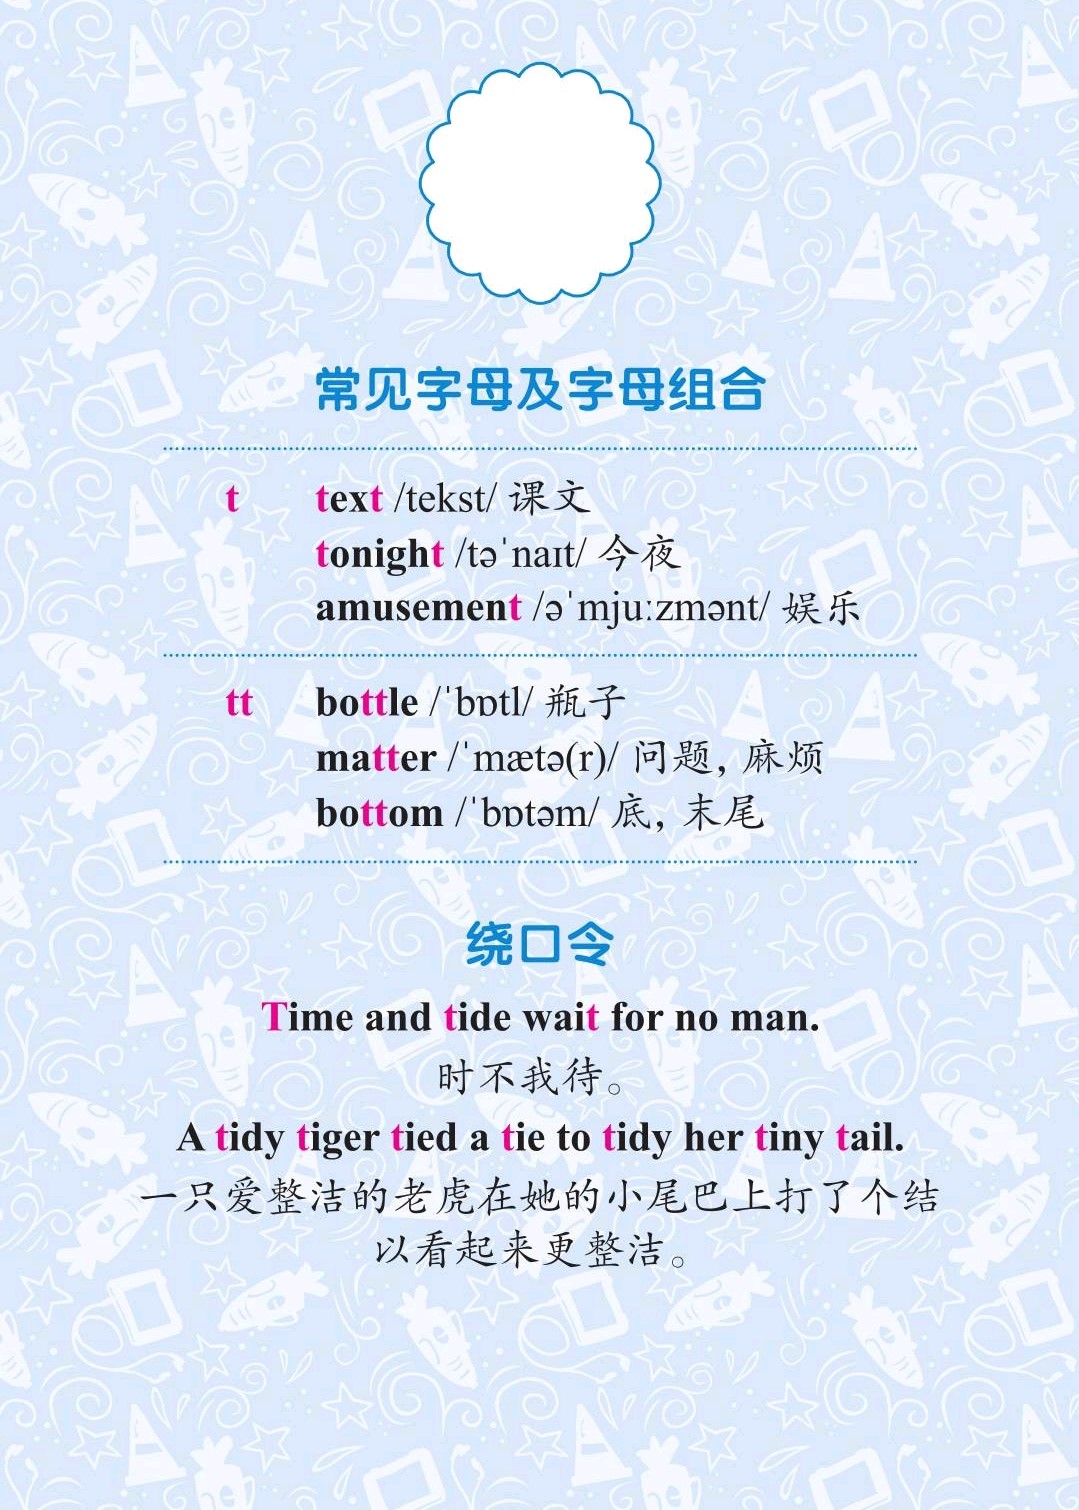 常见字母及字母组合
t text /tekst/ 课文
tonight /təˈnaɪt/ 今夜
amusement /əˈmjuːzmənt/ 娱乐
tt bottle /ˈbɒtl/ 瓶子
matter /ˈmætə(r)/ 问题，麻烦
bottom /ˈbɒtəm/ 底，末尾
绕口令
Time and tide wait for no man.
时不我待。
A tidy tiger tied a tie to tidy her tiny tail.
一只爱整洁的老虎在她的小尾巴上打了个结
以看起来更整洁。